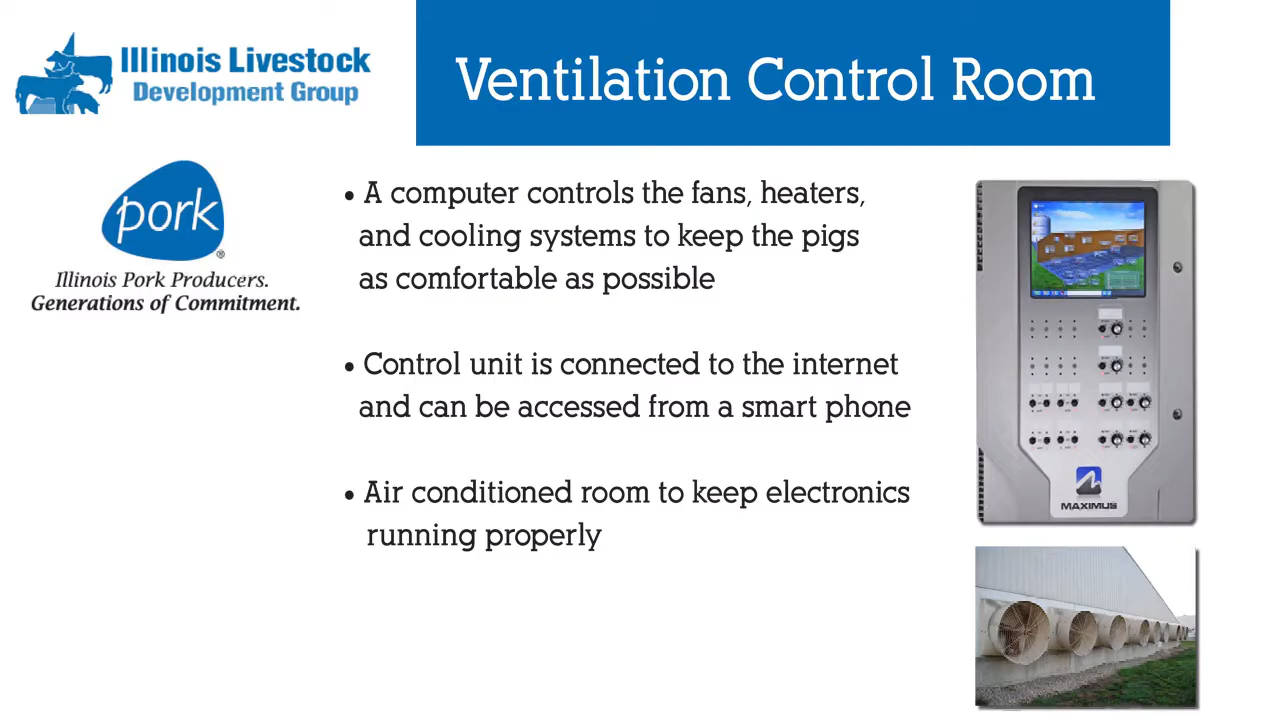 Illinois Livestock
Development Group
Ventilation Control Room
pork®
Illinois Pork Producers.
Generations of Commitment.
• A computer controls the fans, heaters,
and cooling systems to keep the pigs
as comfortable as possible
• Control unit is connected to the internet
and can be accessed from a smart phone
• Air conditioned room to keep electronics
running properly
MAXIMUS